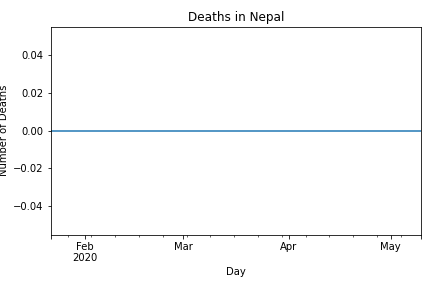 Deaths in Nepal
Number of Deaths
0.04
0.02
0.00
−0.02
−0.04
Feb
2020
Mar
Apr
May
Day